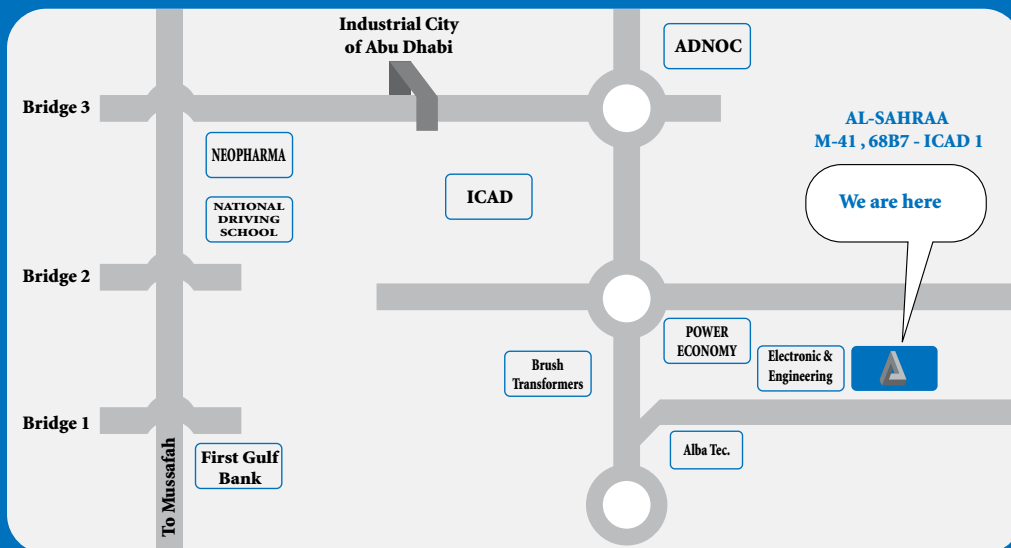 Industrial City
of Abu Dhabi
ADNOC
Bridge 3
AL-SAHRAA
M-41 , 68B7 - ICAD 1
NEOPHARMA
ICAD
We are here
NATIONAL
DRIVING
SCHOOL
Bridge 2
POWER
ECONOMY
Electronic &
Engineering
Brush
Transformers
Bridge 1
To Mussafah
First Gulf
Bank
Alba Tec.